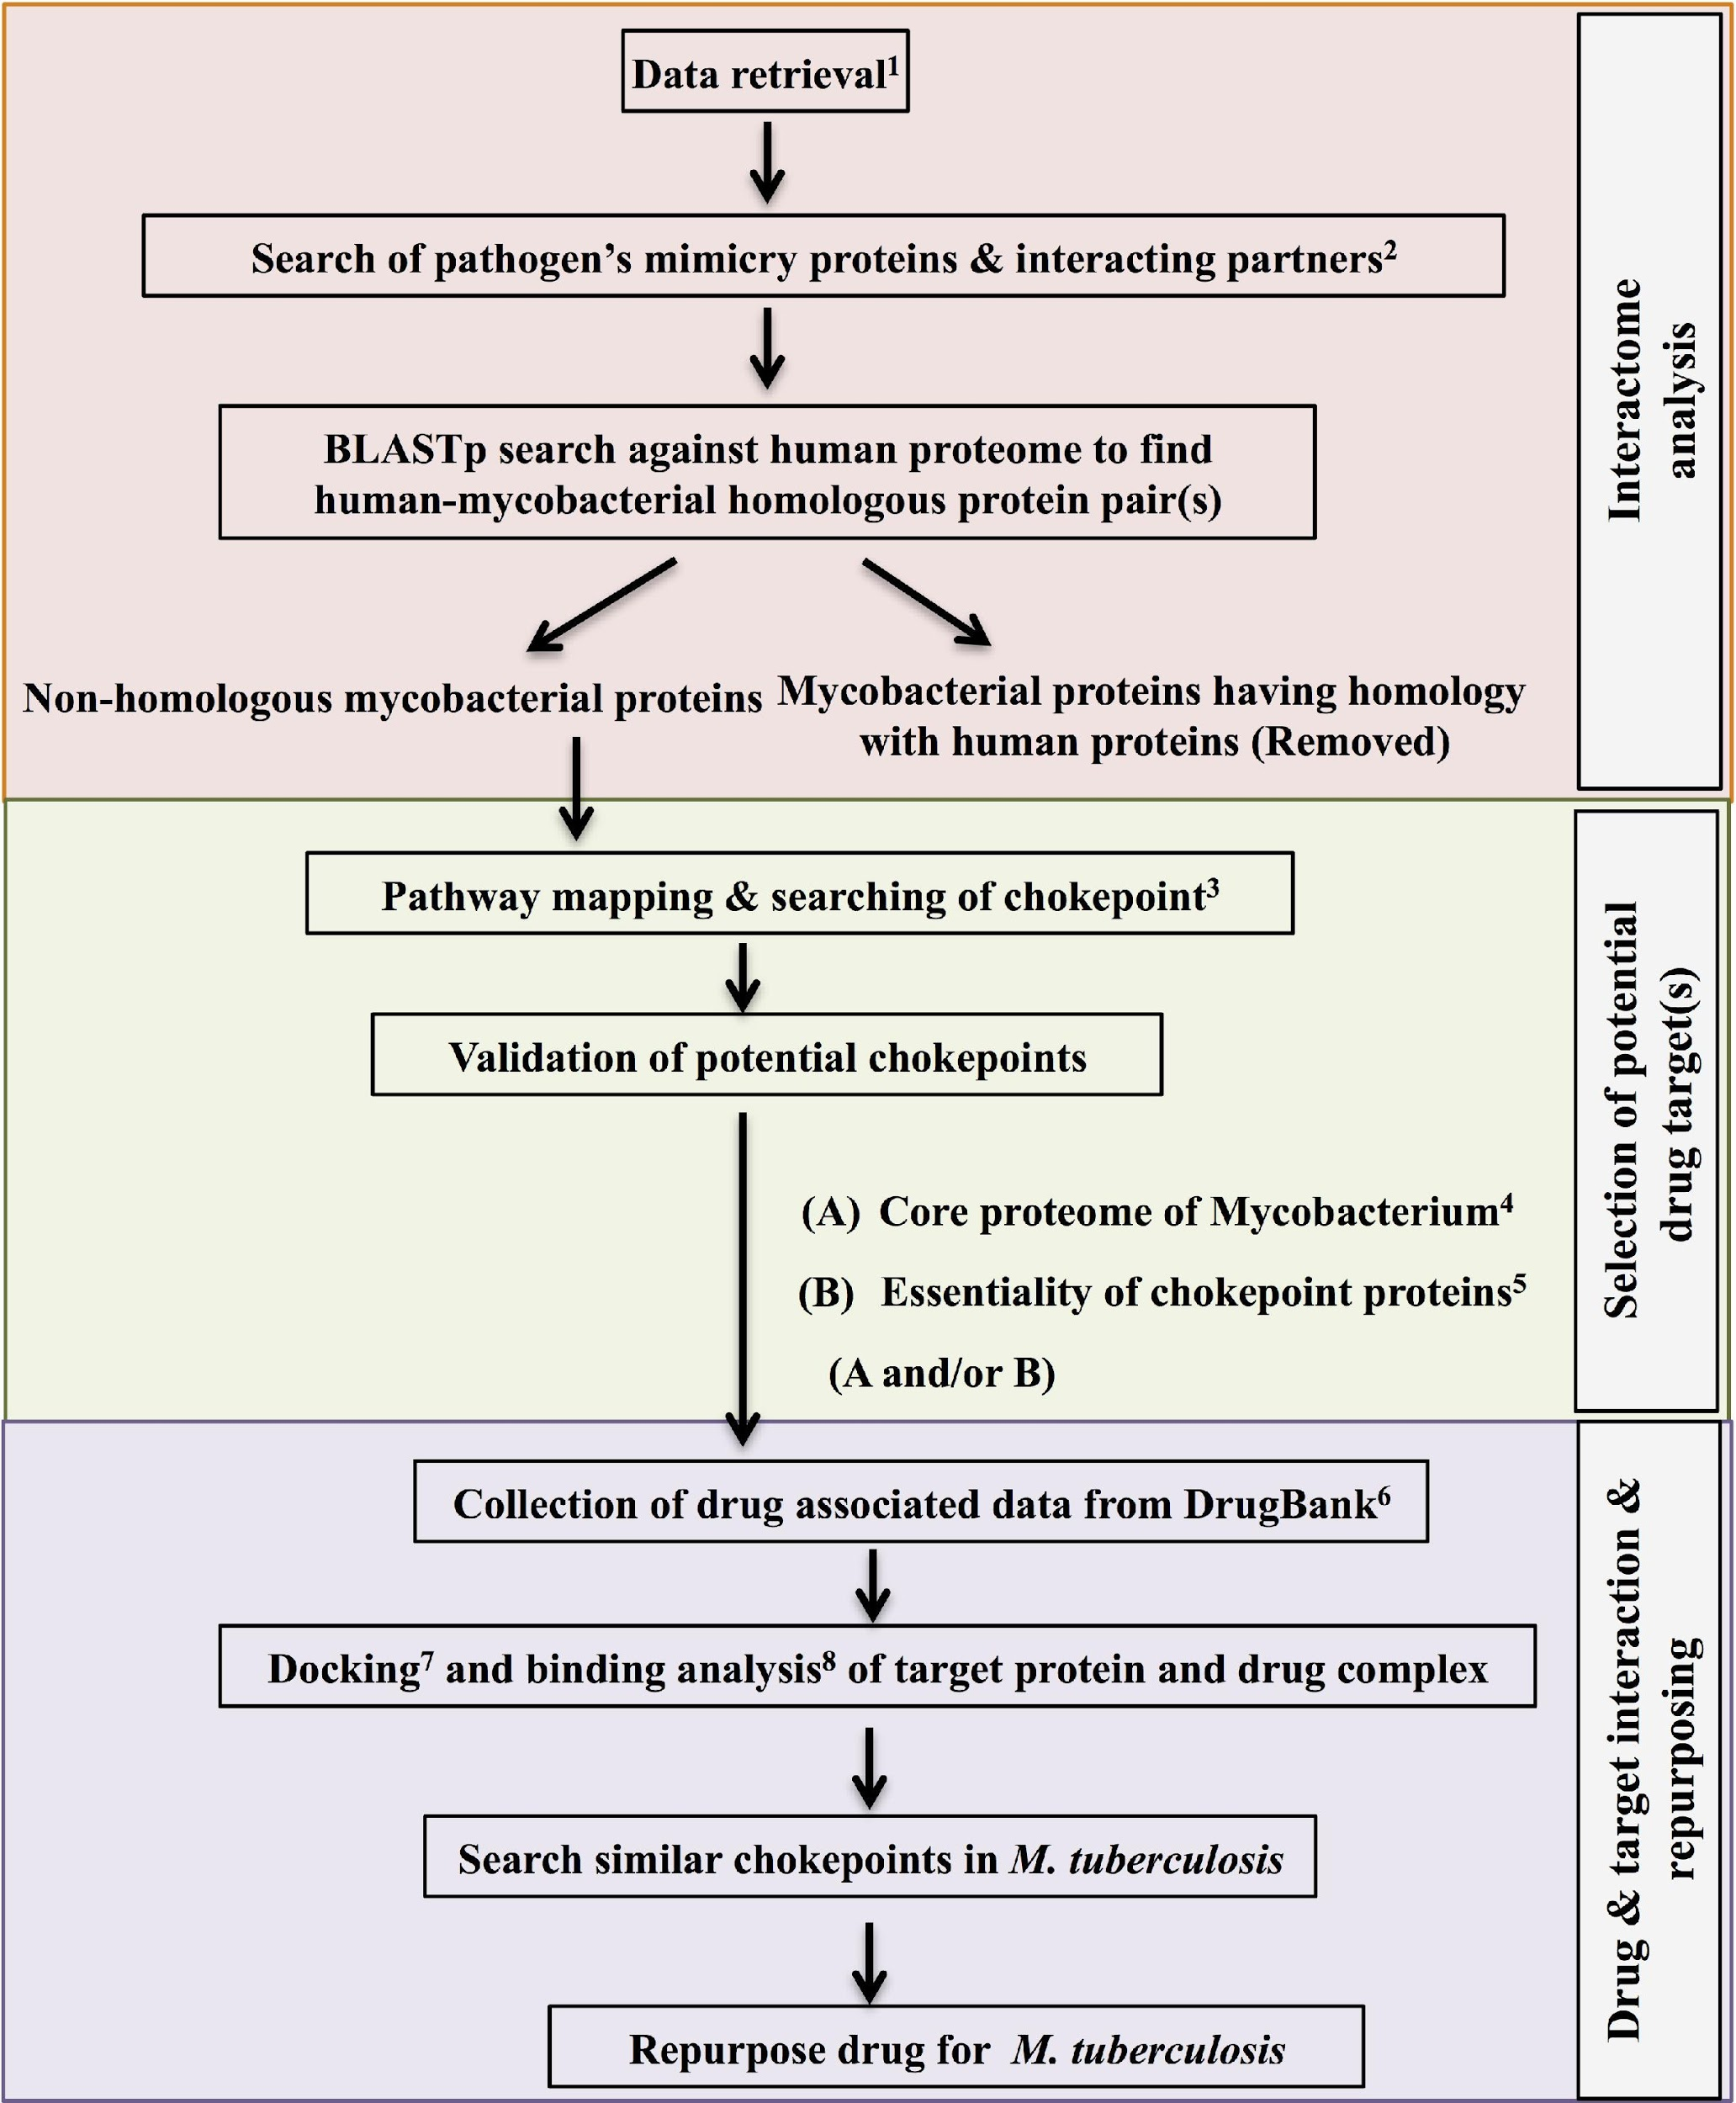 Data retrieval¹
Search of pathogen’s mimicry proteins & interacting partners²
BLASTp search against human proteome to find
human-mycobacterial homologous protein pair(s)
Non-homologous mycobacterial proteins
Mycobacterial proteins having homology
with human proteins (Removed)
Interactome
analysis
Pathway mapping & searching of chokepoint³
Validation of potential chokepoints
(A) Core proteome of Mycobacterium⁴
(B) Essentiality of chokepoint proteins⁵
(A and/or B)
Selection of potential
drug target(s)
Collection of drug associated data from DrugBank⁶
Docking⁷ and binding analysis⁸ of target protein and drug complex
Search similar chokepoints in M. tuberculosis
Repurpose drug for M. tuberculosis
Drug & target interaction &
repurposing